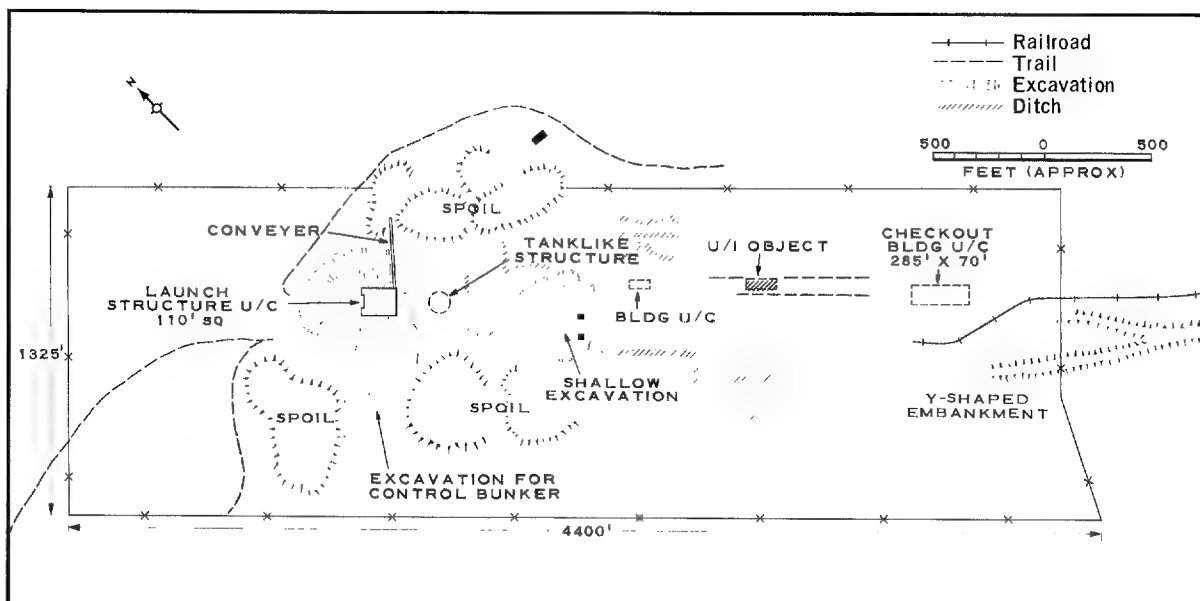 Railroad
Trail
Excavation
Ditch
N
500 0 500
FEET (APPROX)
SPOIL
CONVEYER
TANKLIKE
STRUCTURE
U/I OBJECT
CHECKOUT
BLDG U/C
285' X 70'
LAUNCH
STRUCTURE U/C
110' SQ
BLDG U/C
1325'
SHALLOW
EXCAVATION
SPOIL
SPOIL
Y-SHAPED
EMBANKMENT
EXCAVATION FOR
CONTROL BUNKER
4400'